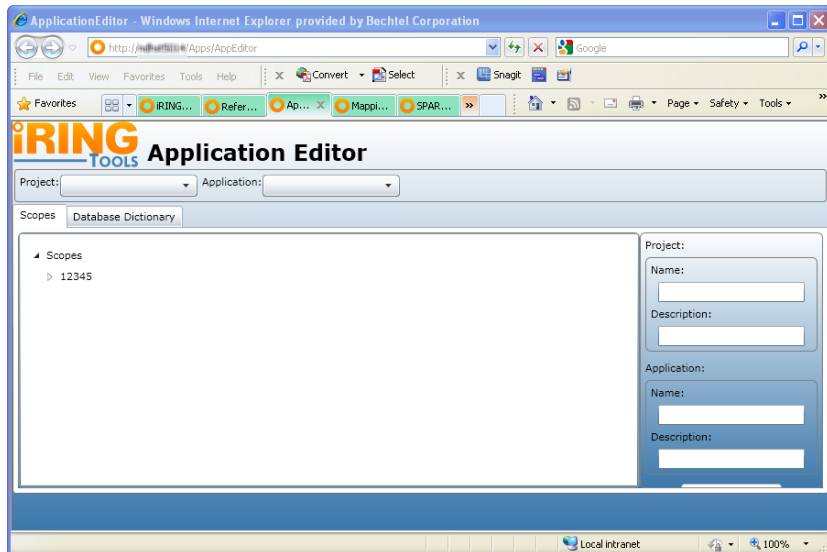 ApplicationEditor - Windows Internet Explorer provided by Bechtel Corporation
http:// /Apps/AppEditor
Google
File Edit View Favorites Tools Help x Convert Select x Snagit
Favorites iRING... Refer... Ap... x Mappi... SPAR... » Page Safety Tools »
iRING TOOLS Application Editor
Project: Application:
Scopes Database Dictionary
Scopes
12345
Project:
Name:
Description:
Application:
Name:
Description:
Local intranet 100%